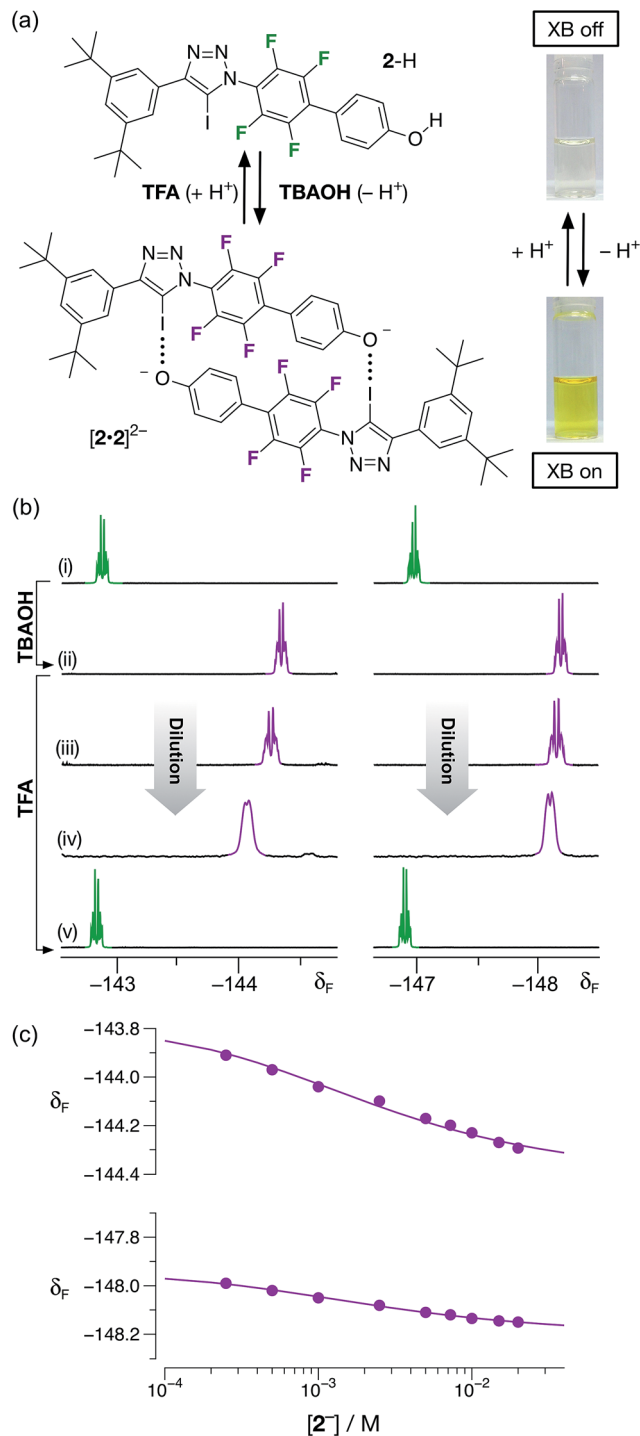 (a)
XB off
N=N
N
2-H
F
F
I
F
F
O
H
TFA (+ H⁺)
TBAOH (– H⁺)
+ H⁺
– H⁺
N=N
N
F
F
I
F
F
O⁻
⁻O
F
F
I
F
F
N
N=N
[2•2]²⁻
XB on
(b)
(i)
TBAOH
(ii)
(iii)
Dilution
Dilution
TFA
(iv)
(v)
−143
−144
δF
−147
−148
δF
(c)
−143.8
−144.0
δF
−144.2
−144.4
−147.8
δF
−148.0
−148.2
10⁻⁴
10⁻³
10⁻²
[2⁻] / M